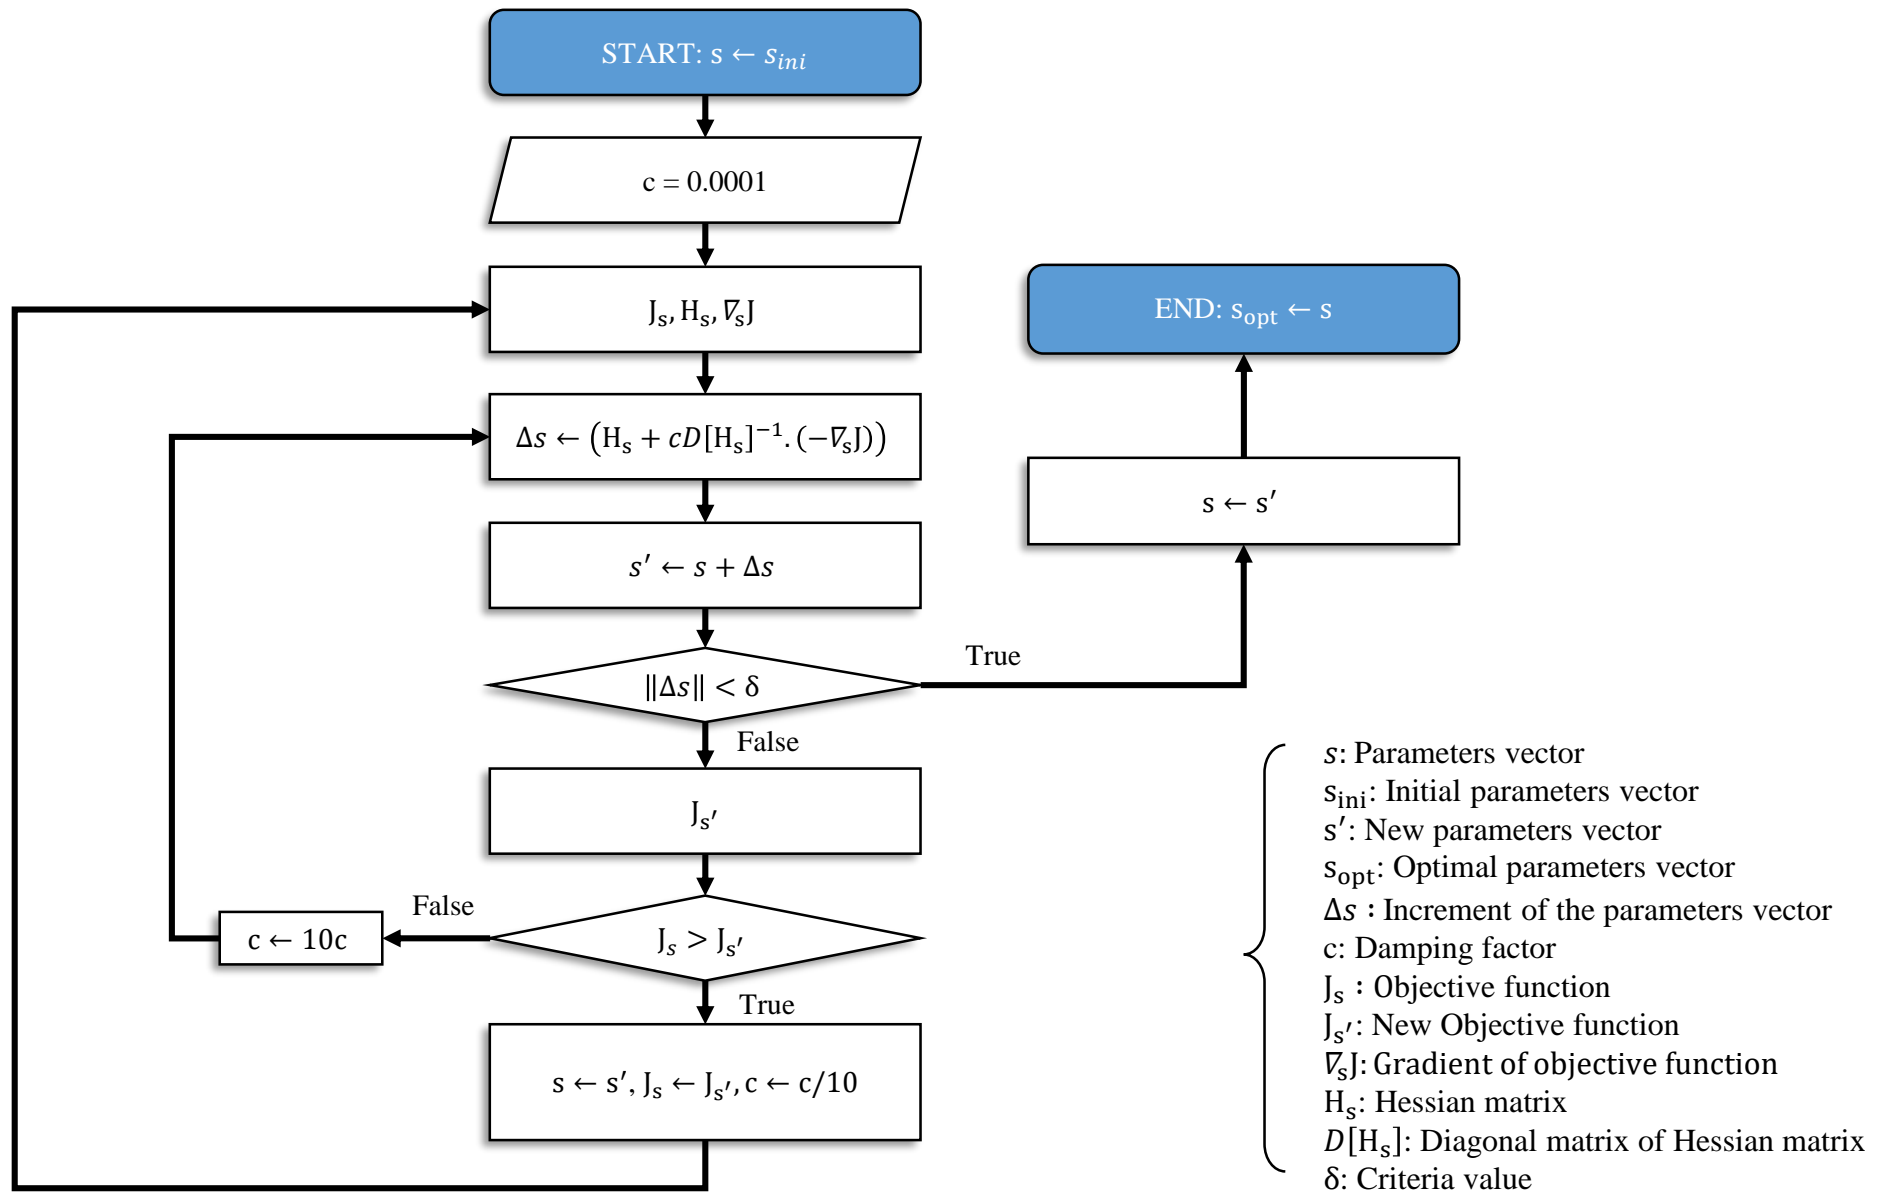 START: s ← s_ini
c = 0.0001
J_s, H_s, ∇_sJ
Δs ← (H_s + cD[H_s]⁻¹. (−∇_sJ))
s′ ← s + Δs
‖Δs‖ < δ
True
False
J_s′
J_s > J_s′
False
c ← 10c
True
s ← s′, J_s ← J_s′, c ← c/10
END: s_opt ← s
s ← s′
s: Parameters vector
s_ini: Initial parameters vector
s′: New parameters vector
s_opt: Optimal parameters vector
Δs : Increment of the parameters vector
c: Damping factor
J_s : Objective function
J_s′: New Objective function
∇_sJ: Gradient of objective function
H_s: Hessian matrix
D[H_s]: Diagonal matrix of Hessian matrix
δ: Criteria value